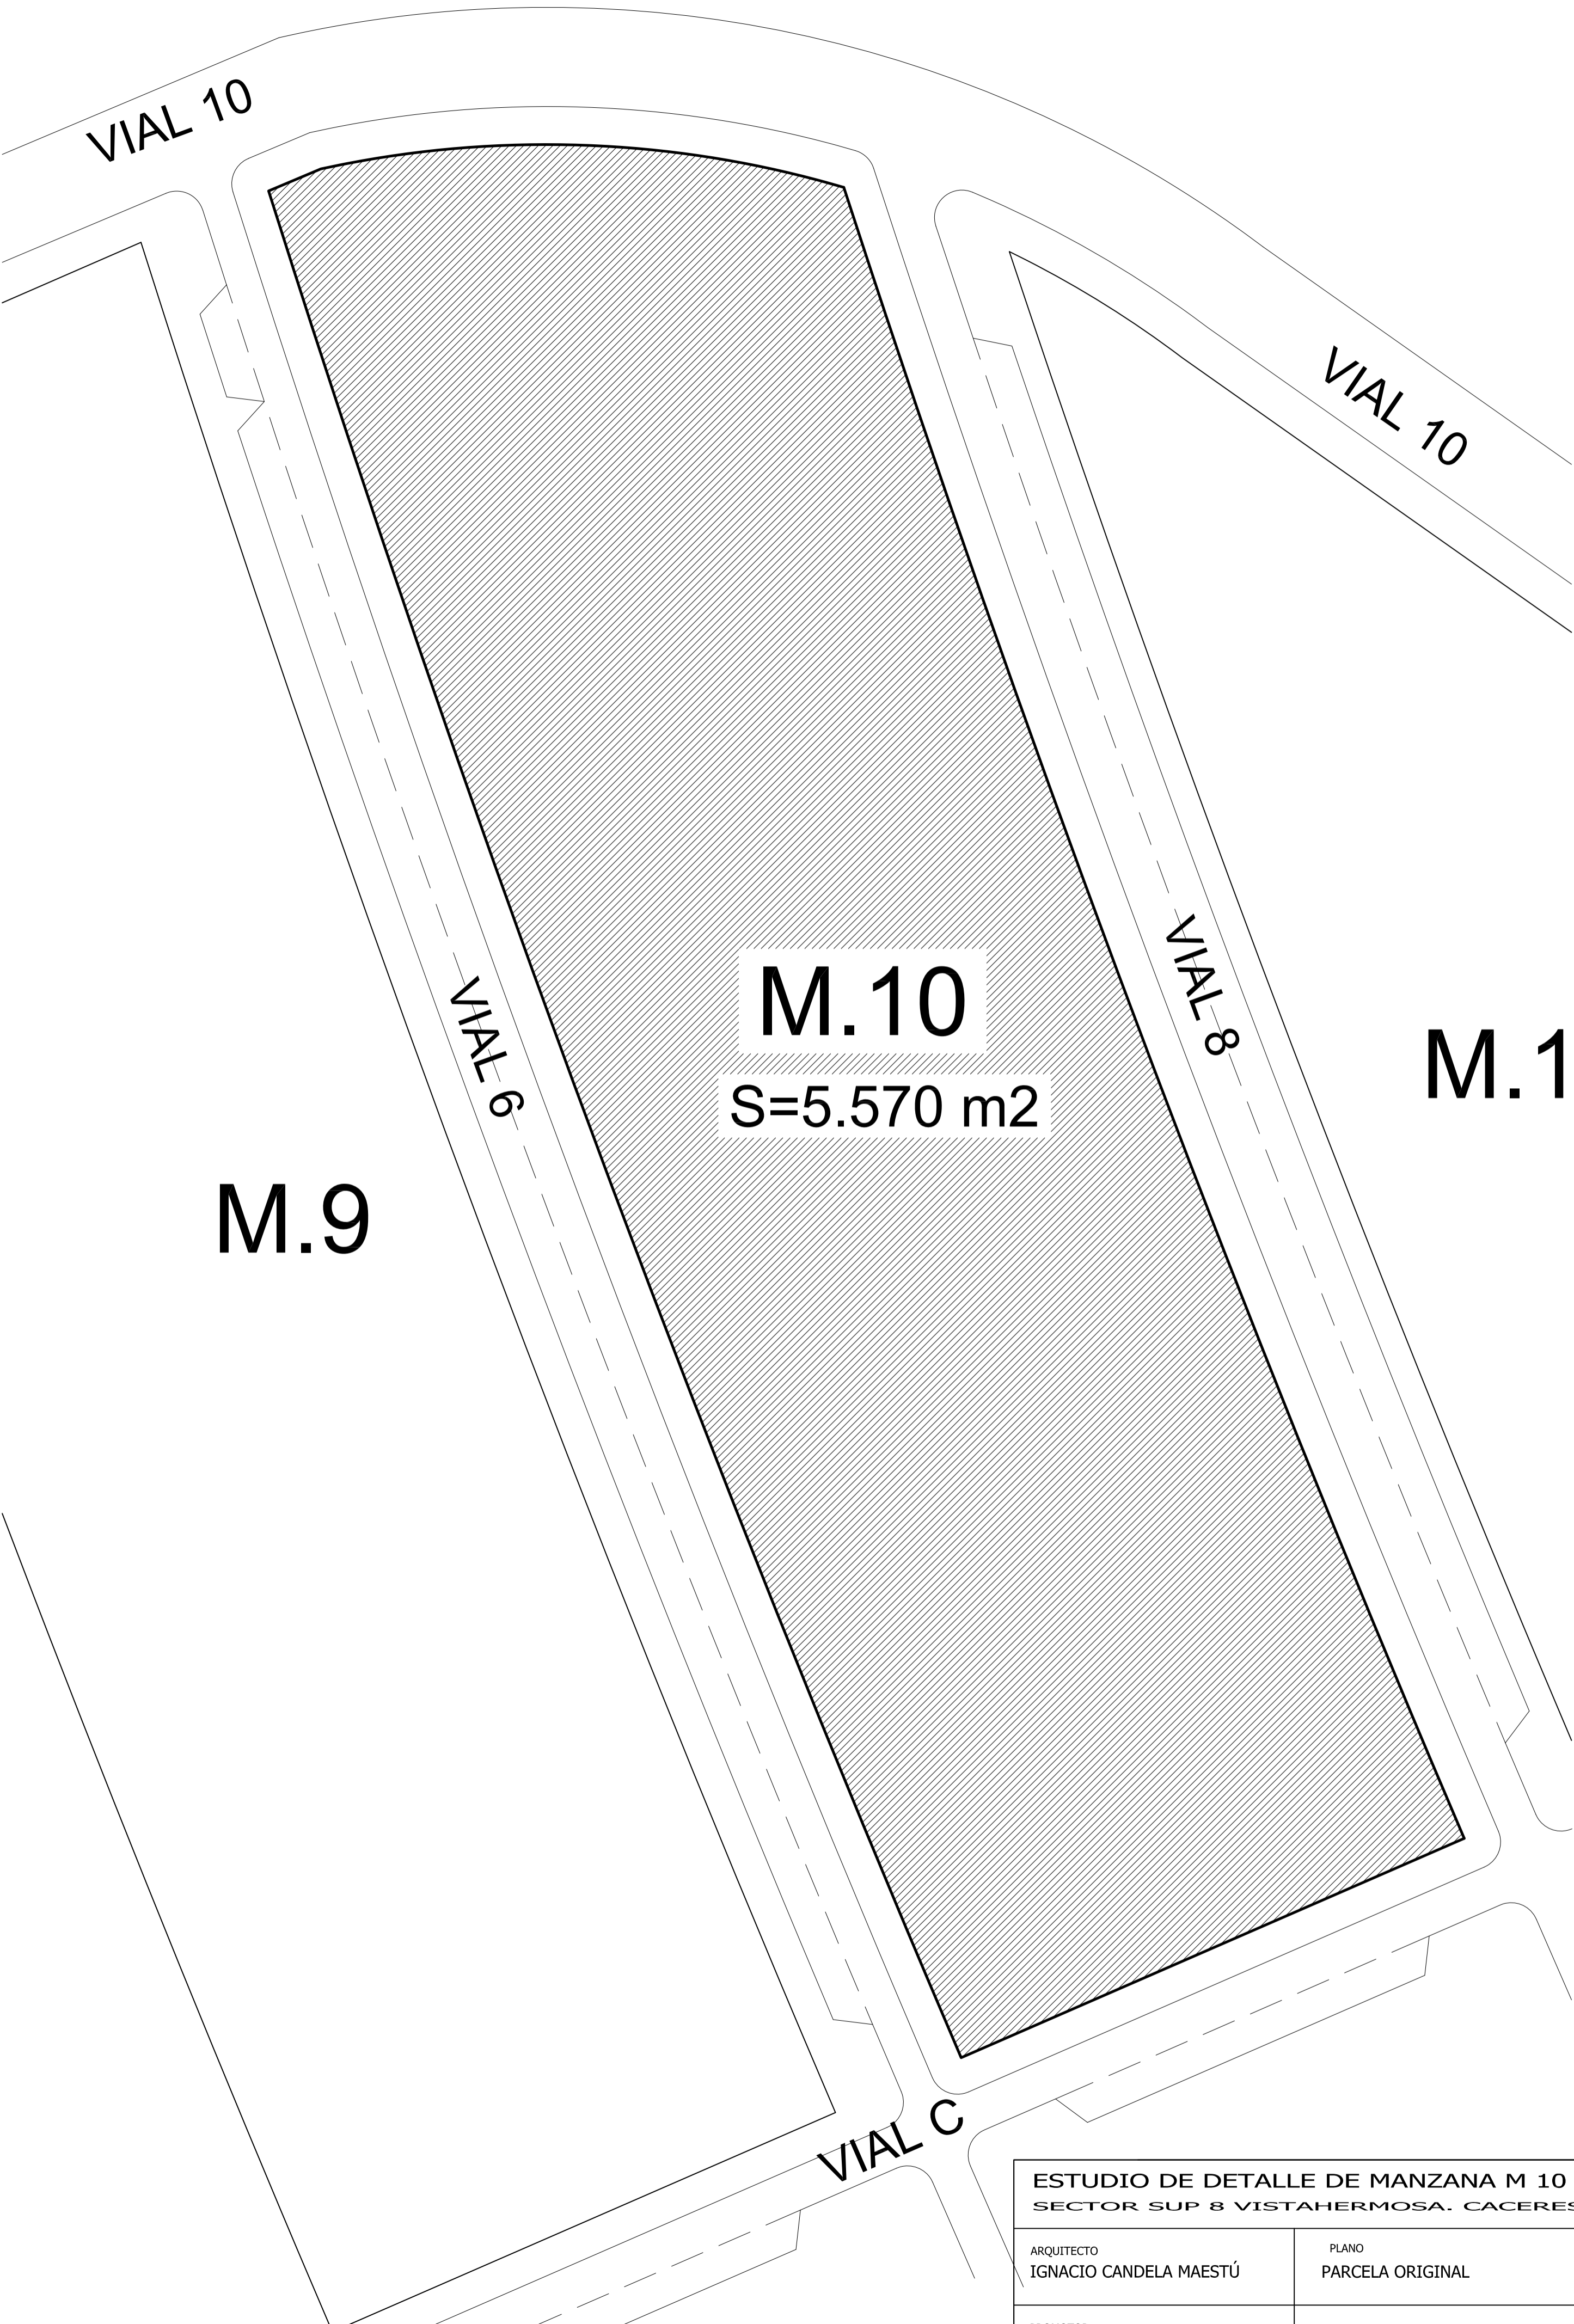 VIAL 10
VIAL 10
VIAL 6
M.10
S=5.570 m2
VIAL 8
M.1
M.9
VIAL C
ESTUDIO DE DETALLE DE MANZANA M 10
SECTOR SUP 8 VISTAHERMOSA. CACERES
ARQUITECTO
IGNACIO CANDELA MAESTÚ
PLANO
PARCELA ORIGINAL